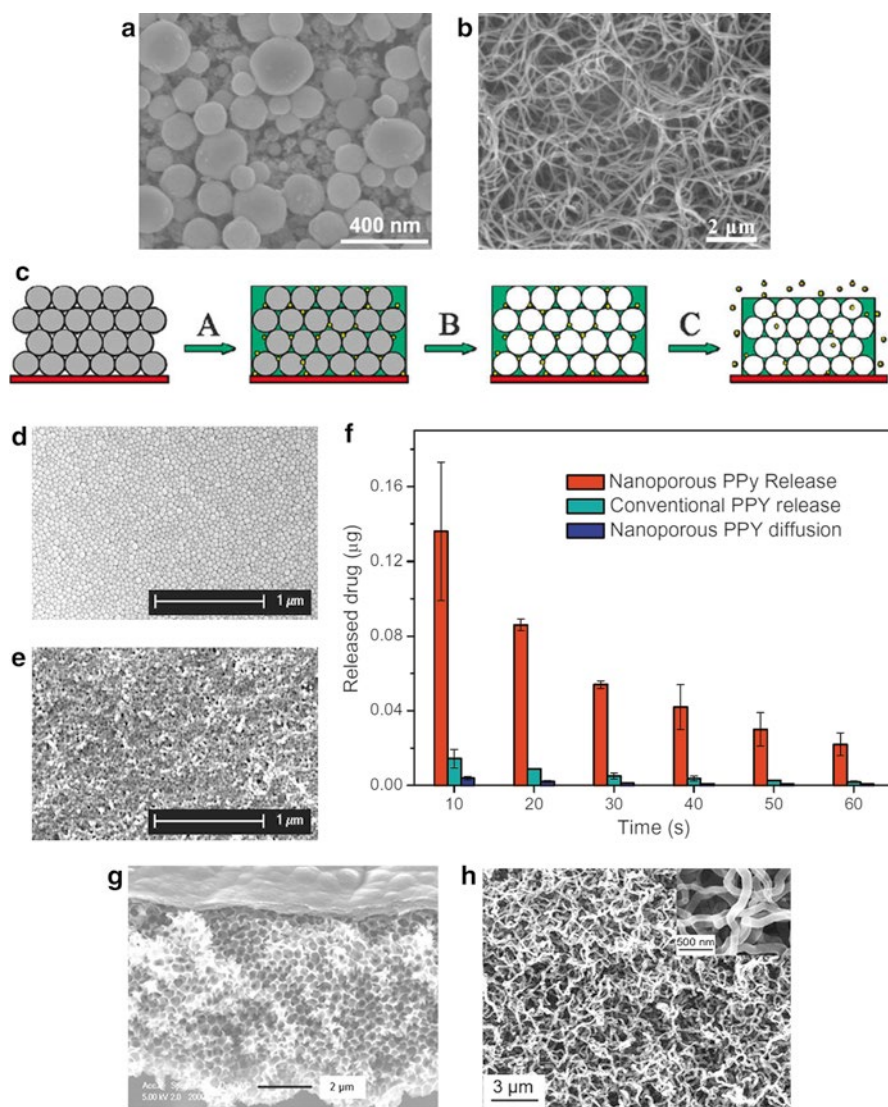 a
400 nm
b
2 µm
c
A
B
C
d
1 µm
e
1 µm
f
Released drug (µg)
0.16
0.12
0.08
0.04
0.00
Nanoporous PPy Release
Conventional PPY release
Nanoporous PPY diffusion
10 20 30 40 50 60
Time (s)
g
5.00 kV 2.0
2 µm
h
500 nm
3 µm